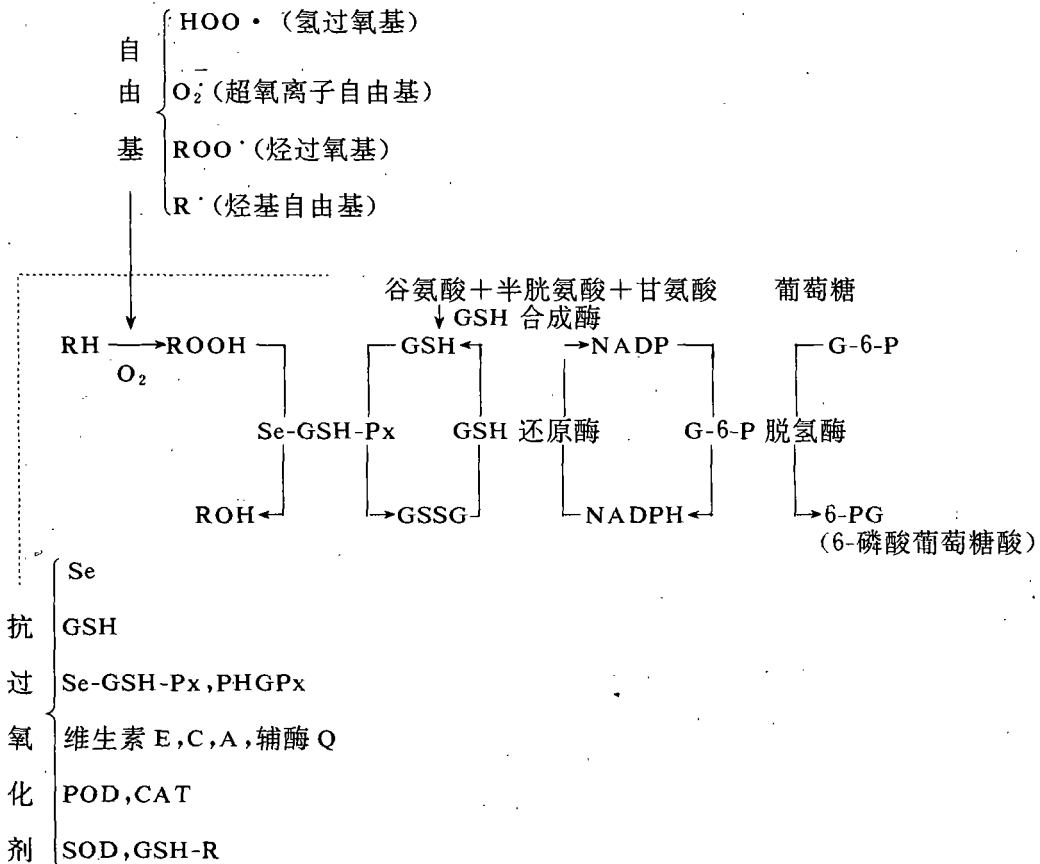 HOO·(氢过氧基)
自
由 O₂⁻·(超氧离子自由基)
基 ROO·(烃过氧基)
R·(烃基自由基)
谷氨酸+半胱氨酸+甘氨酸 葡萄糖
↓GSH 合成酶
RH→ROOH GSH← →NADP G-6-P
O₂
Se-GSH-Px GSH 还原酶 G-6-P 脱氢酶
ROH← →GSSG NADPH← →6-PG
(6-磷酸葡萄糖酸)
Se
抗 GSH
过 Se-GSH-Px,PHGPx
氧 维生素 E,C,A,辅酶 Q
化 POD,CAT
剂 SOD,GSH-R